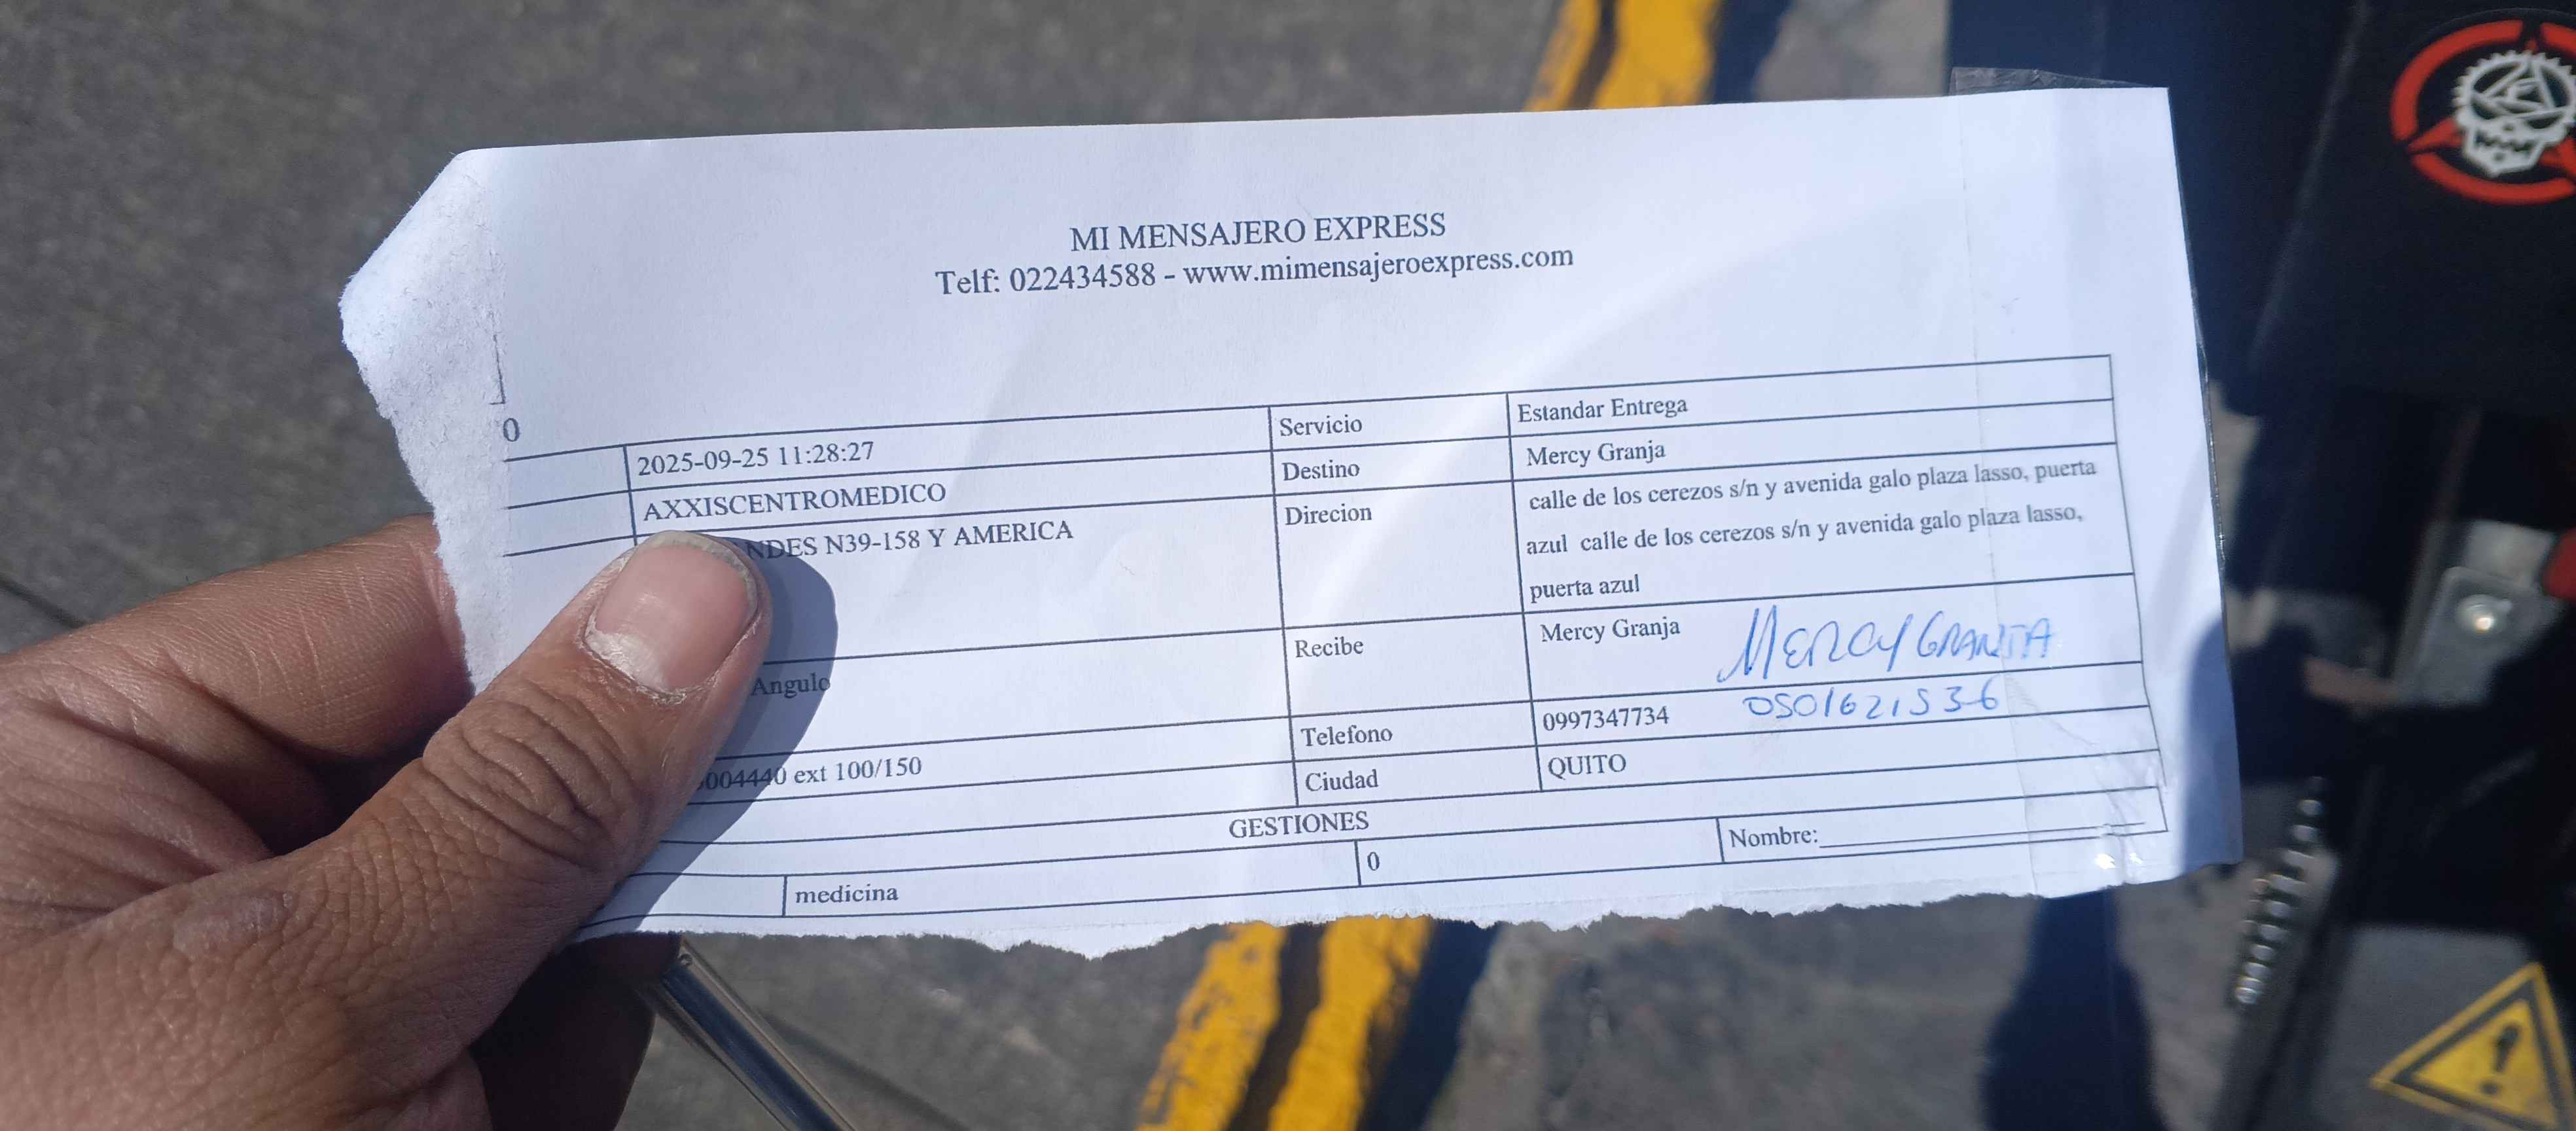 MI MENSAJERO EXPRESS
Telf: 022434588 - www.mimensajeroexpress.com
0
2025-09-25 11:28:27
Servicio
Estandar Entrega
AXXISCENTROMEDICO
Destino
Mercy Granja
N39-158 Y AMERICA
Direcion
calle de los cerezos s/n y avenida galo plaza lasso, puerta
azul calle de los cerezos s/n y avenida galo plaza lasso,
puerta azul
Angulo
Recibe
Mercy Granja
MERCY GRANJA
004440 ext 100/150
Telefono
0997347734
0501621536
Ciudad
QUITO
GESTIONES
medicina
0
Nombre: